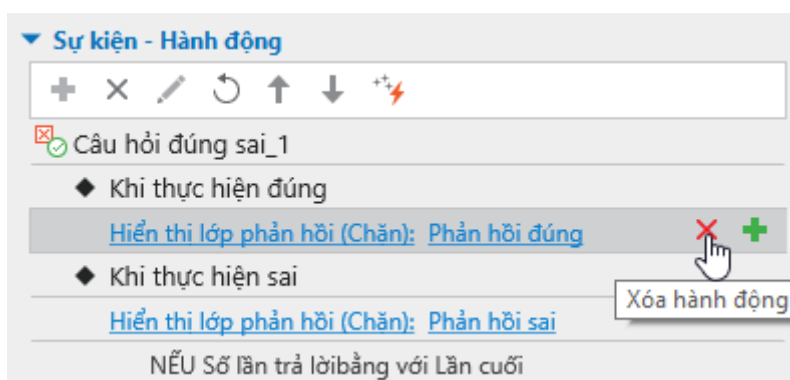 Sự kiện - Hành động
Câu hỏi đúng sai_1
Khi thực hiện đúng
Hiển thị lớp phản hồi (Chặn): Phản hồi đúng
Khi thực hiện sai
Xóa hành động
Hiển thị lớp phản hồi (Chặn): Phản hồi sai
NẾU Số lần trả lờibằng với Lần cuối